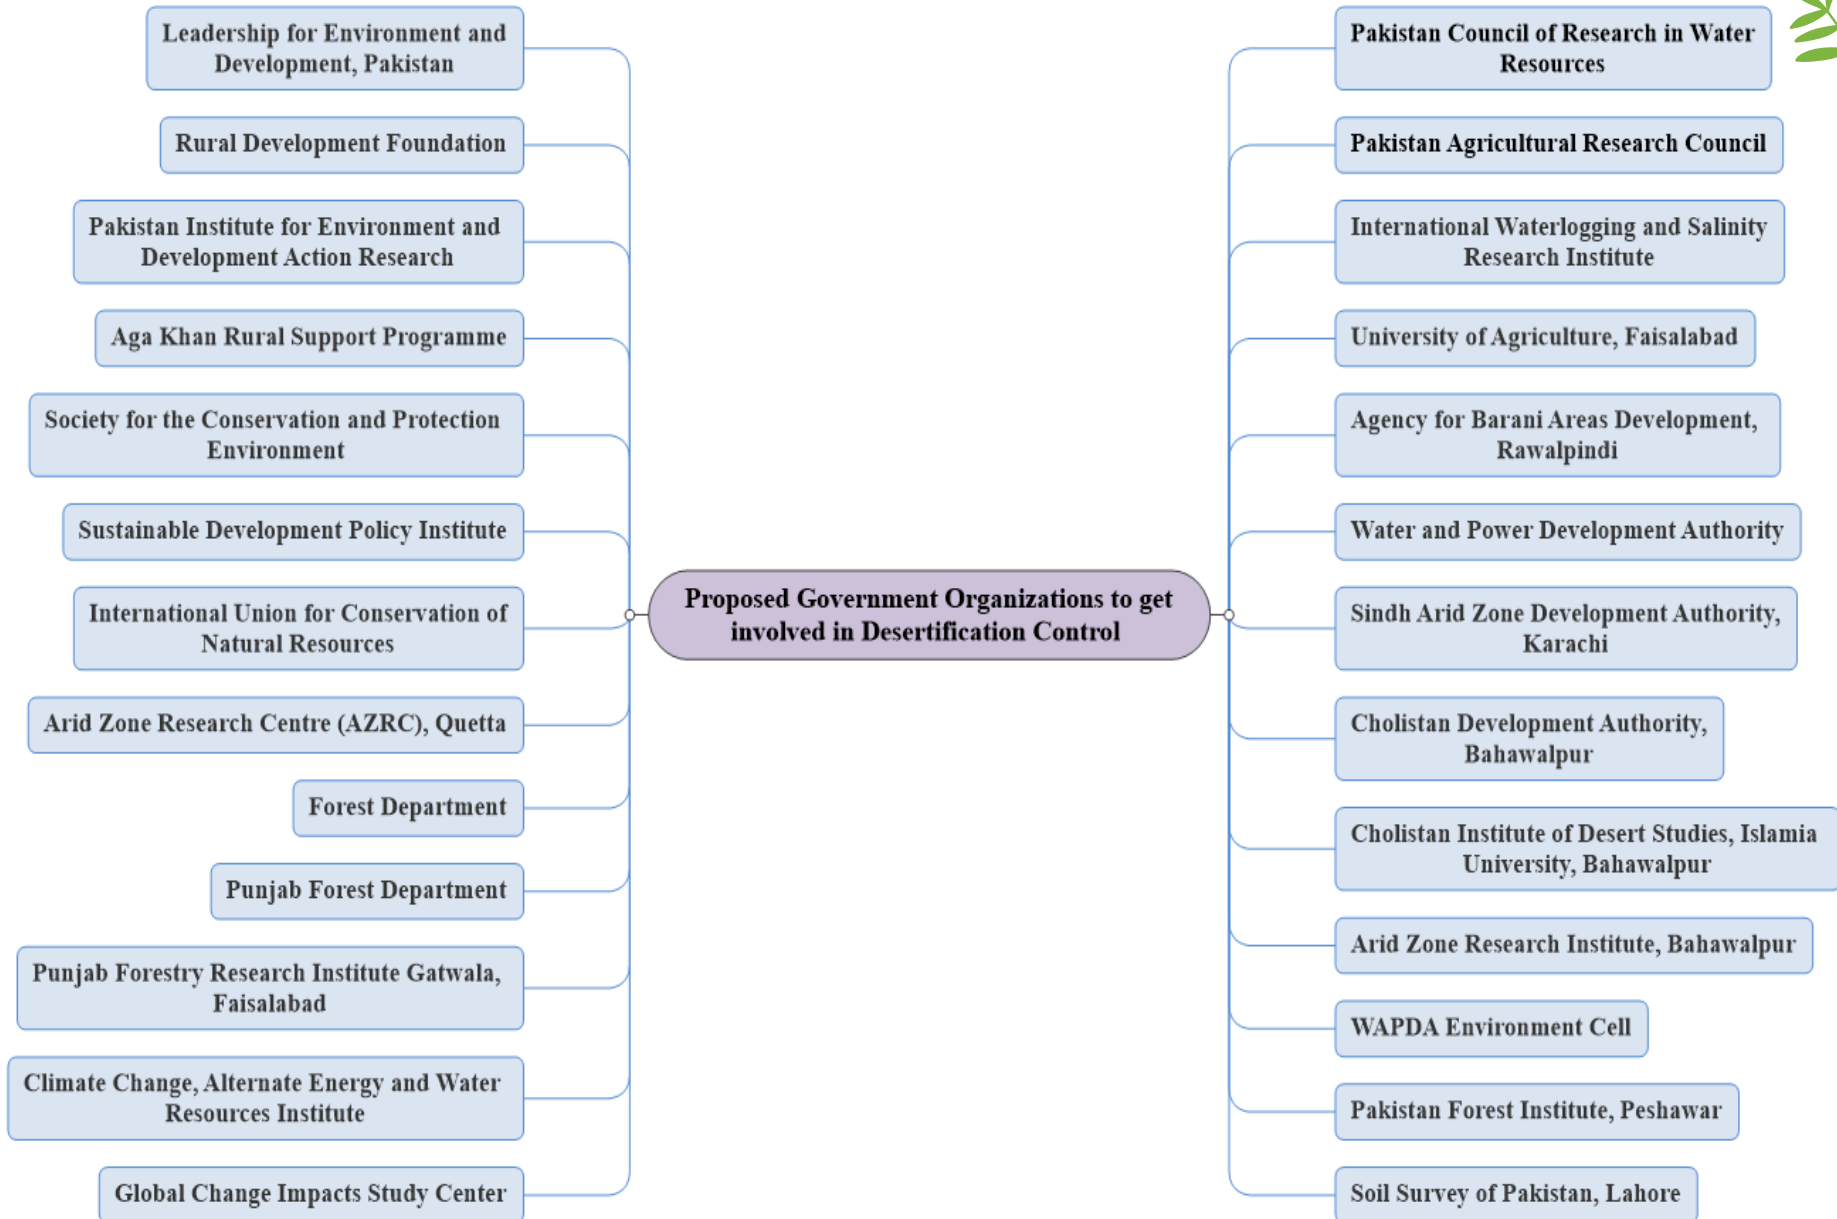 Leadership for Environment and
Development, Pakistan
Rural Development Foundation
Pakistan Institute for Environment and
Development Action Research
Aga Khan Rural Support Programme
Society for the Conservation and Protection
Environment
Sustainable Development Policy Institute
International Union for Conservation of
Natural Resources
Arid Zone Research Centre (AZRC), Quetta
Forest Department
Punjab Forest Department
Punjab Forestry Research Institute Gatwala,
Faisalabad
Climate Change, Alternate Energy and Water
Resources Institute
Global Change Impacts Study Center
Proposed Government Organizations to get
involved in Desertification Control
Pakistan Council of Research in Water
Resources
Pakistan Agricultural Research Council
International Waterlogging and Salinity
Research Institute
University of Agriculture, Faisalabad
Agency for Barani Areas Development,
Rawalpindi
Water and Power Development Authority
Sindh Arid Zone Development Authority,
Karachi
Cholistan Development Authority,
Bahawalpur
Cholistan Institute of Desert Studies, Islamia
University, Bahawalpur
Arid Zone Research Institute, Bahawalpur
WAPDA Environment Cell
Pakistan Forest Institute, Peshawar
Soil Survey of Pakistan, Lahore